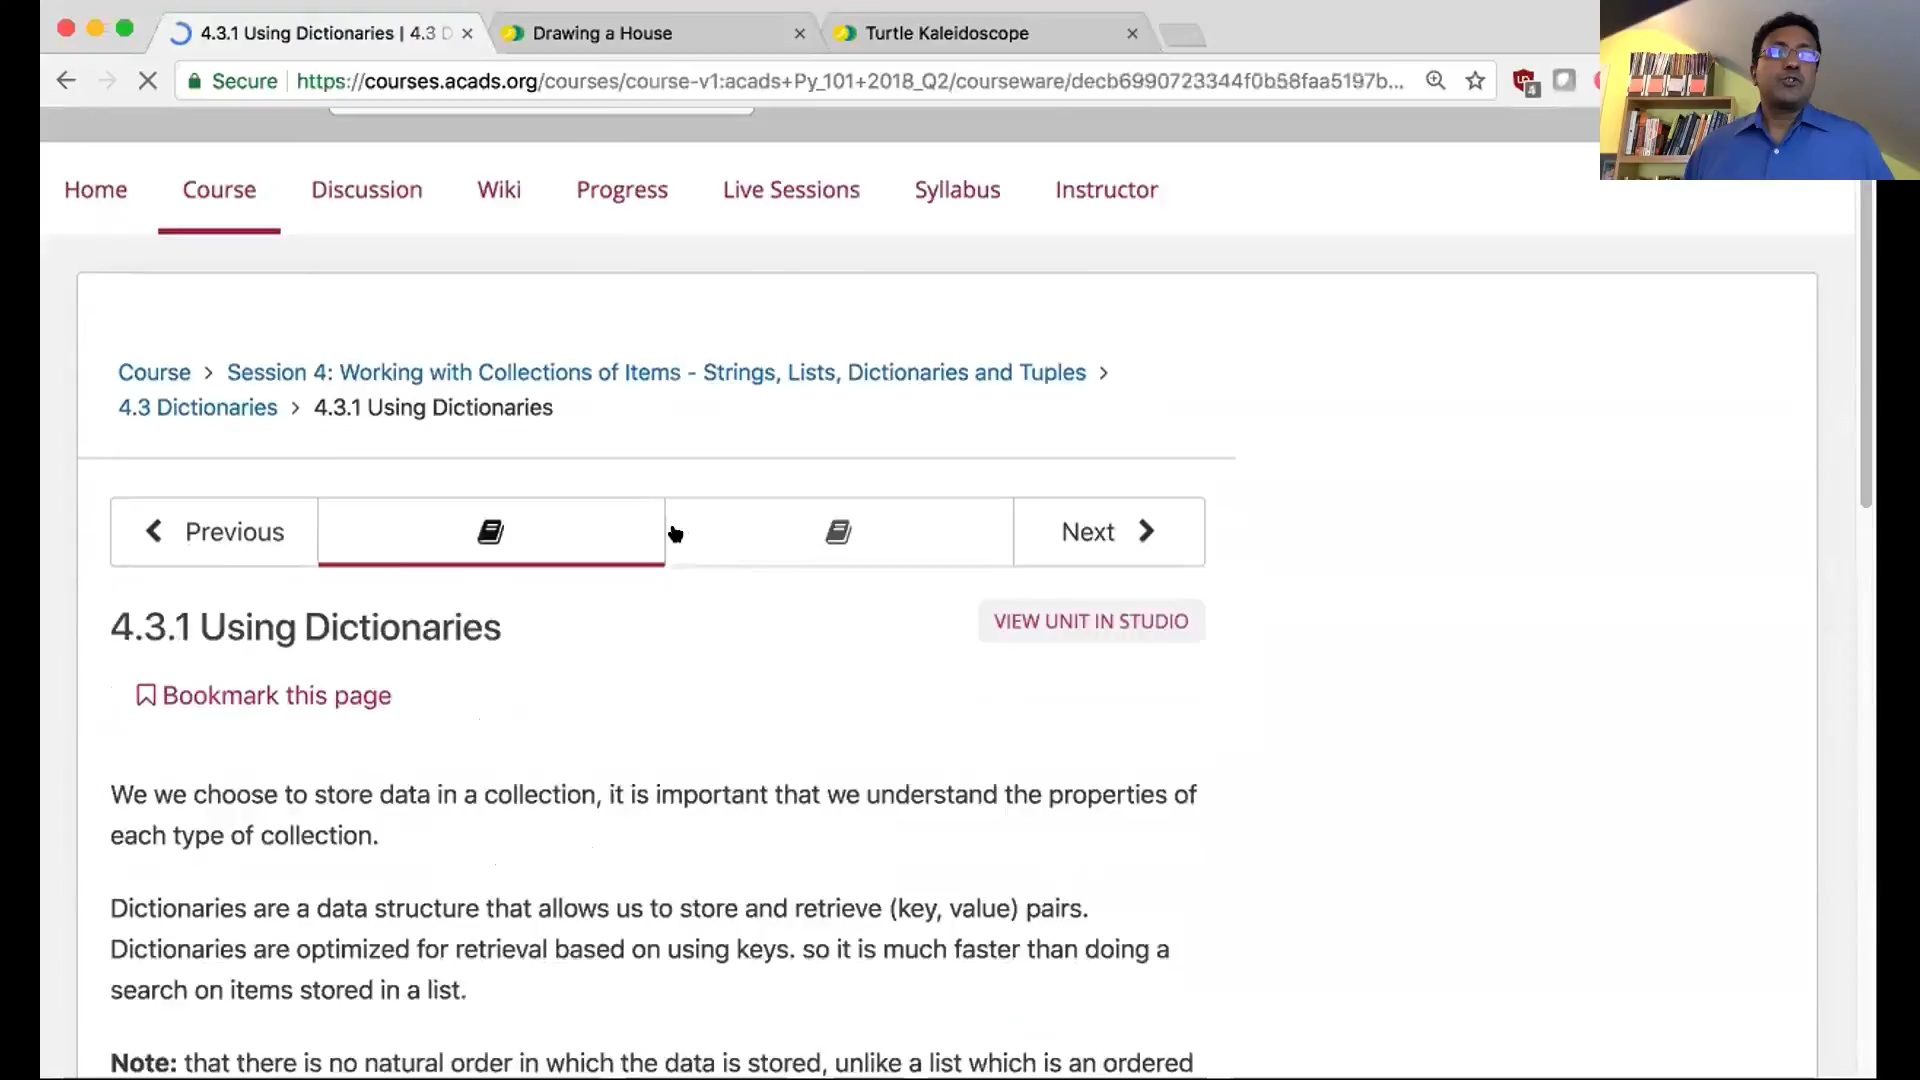 4.3.1 Using Dictionaries | 4.3 D
Drawing a House
Turtle Kaleidoscope
Secure
https://courses.acads.org/courses/course-v1:acads+Py_101+2018_Q2/courseware/decb6990723344f0b58faa5197b...
4
Home
Course
Discussion
Wiki
Progress
Live Sessions
Syllabus
Instructor
Course > Session 4: Working with Collections of Items - Strings, Lists, Dictionaries and Tuples >
4.3 Dictionaries > 4.3.1 Using Dictionaries
Previous
Next
4.3.1 Using Dictionaries
VIEW UNIT IN STUDIO
Bookmark this page
We we choose to store data in a collection, it is important that we understand the properties of
each type of collection.
Dictionaries are a data structure that allows us to store and retrieve (key, value) pairs.
Dictionaries are optimized for retrieval based on using keys. so it is much faster than doing a
search on items stored in a list.
Note: that there is no natural order in which the data is stored, unlike a list which is an ordered